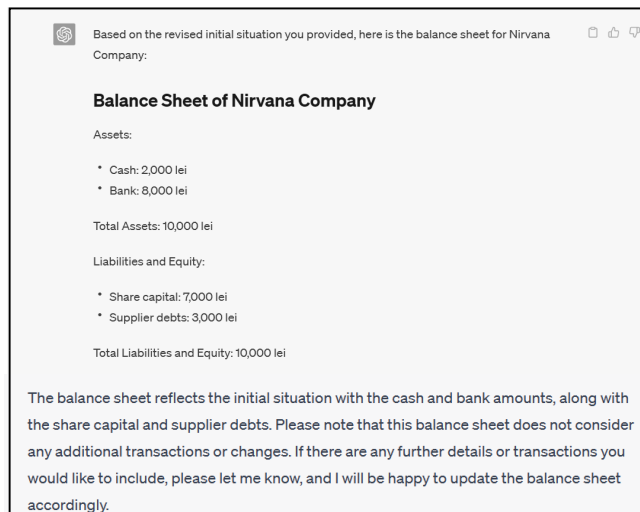 Based on the revised initial situation you provided, here is the balance sheet for Nirvana
Company:
Balance Sheet of Nirvana Company
Assets:
• Cash: 2,000 lei
• Bank: 8,000 lei
Total Assets: 10,000 lei
Liabilities and Equity:
• Share capital: 7,000 lei
• Supplier debts: 3,000 lei
Total Liabilities and Equity: 10,000 lei
The balance sheet reflects the initial situation with the cash and bank amounts, along with
the share capital and supplier debts. Please note that this balance sheet does not consider
any additional transactions or changes. If there are any further details or transactions you
would like to include, please let me know, and I will be happy to update the balance sheet
accordingly.